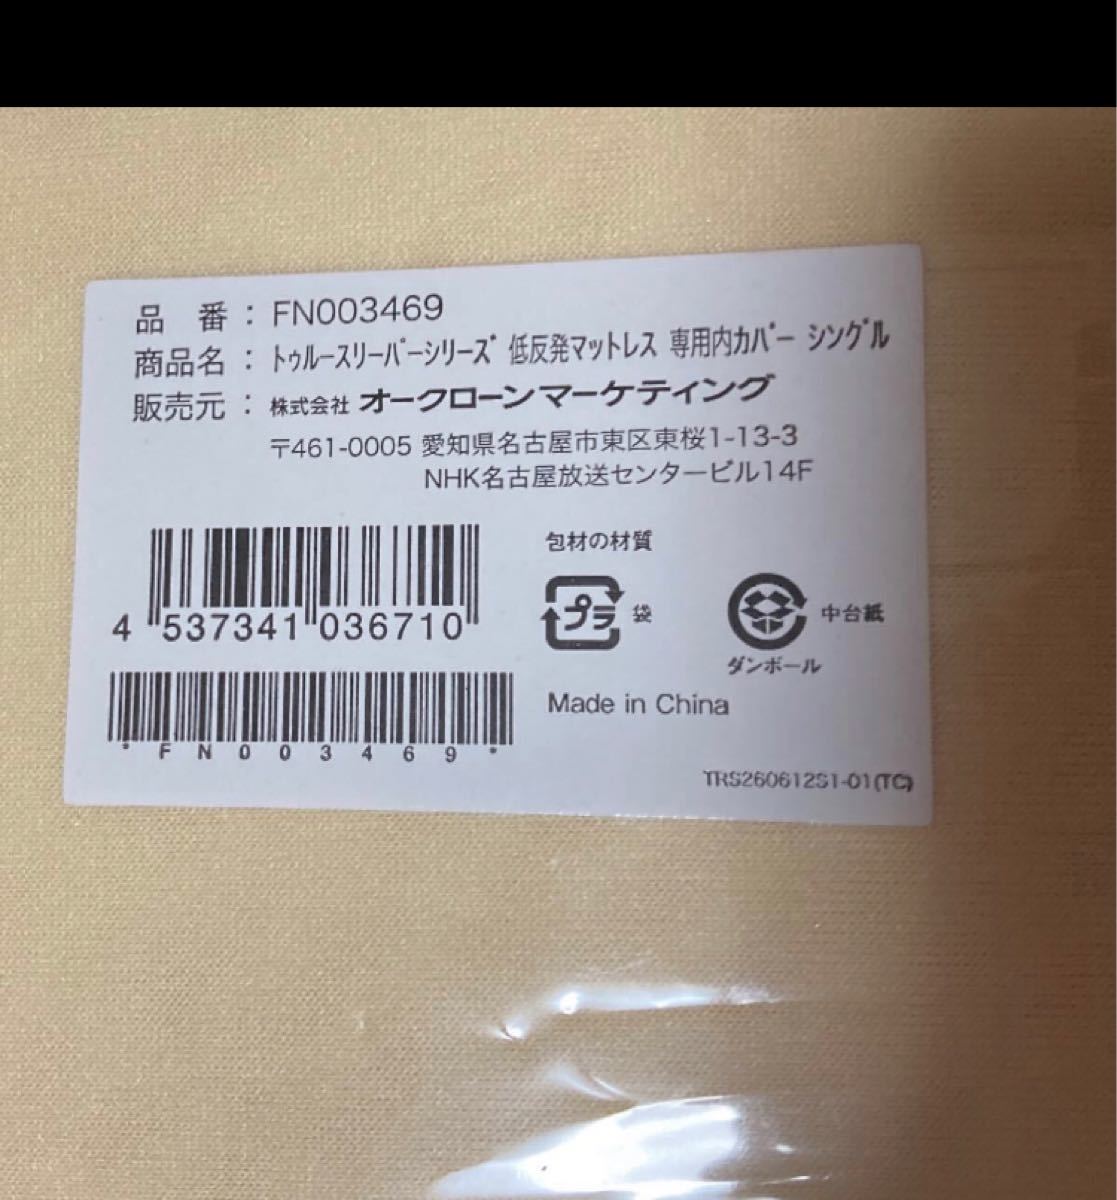 品　番：FN003469
商品名：ﾄｩﾙｰｽﾘｰﾊﾟｰｼﾘｰｽﾞ 低反発マットレス 専用内ｶﾊﾞｰ ｼﾝｸﾞﾙ
販売元：株式会社 オークローンマーケティング
〒461-0005 愛知県名古屋市東区東桜1-13-3
NHK名古屋放送センタービル14F
包材の材質
プラ 袋
中台紙
ダンボール
4 537341 036710
Made in China
*FN003469*
TRS260612S1-01(TC)